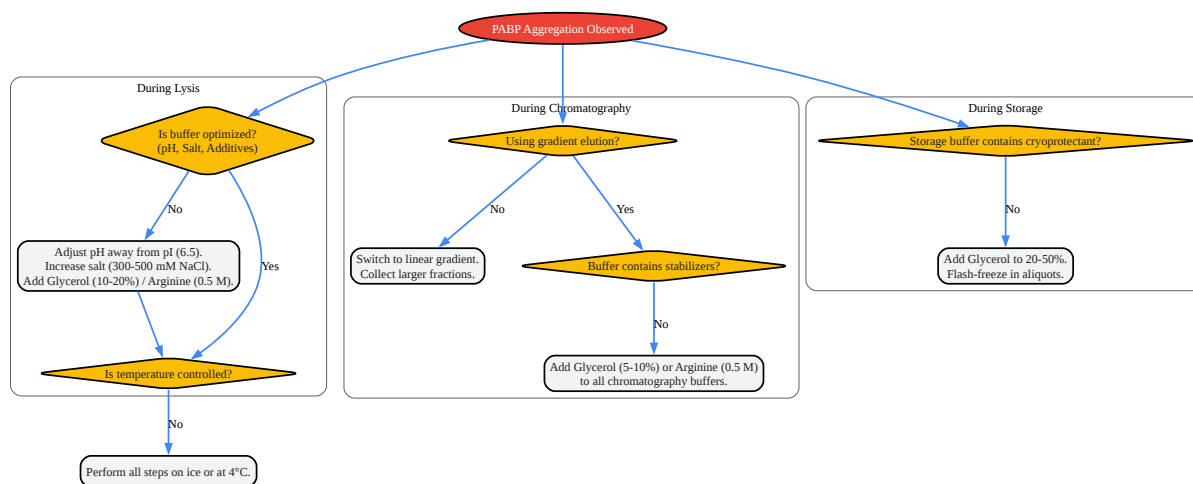 PABP Aggregation Observed
During Lysis
Is buffer optimized?
(pH, Salt, Additives)
No
Yes
Adjust pH away from pI (6.5).
Increase salt (300-500 mM NaCl).
Add Glycerol (10-20%) / Arginine (0.5 M).
Is temperature controlled?
No
Perform all steps on ice or at 4°C.
During Chromatography
Using gradient elution?
No
Yes
Switch to linear gradient.
Collect larger fractions.
Buffer contains stabilizers?
No
Add Glycerol (5-10%) or Arginine (0.5 M)
to all chromatography buffers.
During Storage
Storage buffer contains cryoprotectant?
No
Add Glycerol to 20-50%.
Flash-freeze in aliquots.